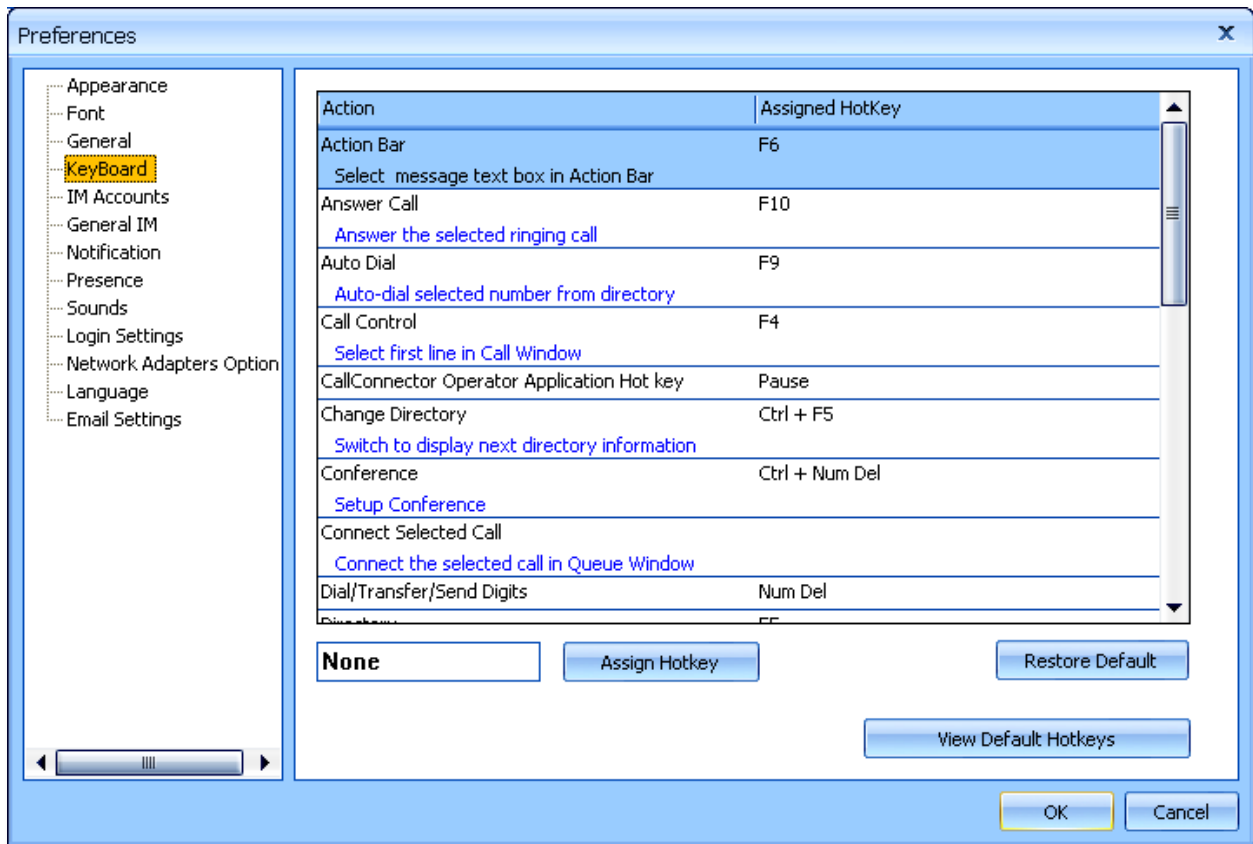 Preferences
x
Appearance
Font
General
KeyBoard
IM Accounts
General IM
Notification
Presence
Sounds
Login Settings
Network Adapters Option
Language
Email Settings
Action Assigned HotKey
Action Bar F6
Select message text box in Action Bar
Answer Call F10
Answer the selected ringing call
Auto Dial F9
Auto-dial selected number from directory
Call Control F4
Select first line in Call Window
CallConnector Operator Application Hot key Pause
Change Directory Ctrl + F5
Switch to display next directory information
Conference Ctrl + Num Del
Setup Conference
Connect Selected Call
Connect the selected call in Queue Window
Dial/Transfer/Send Digits Num Del
None Assign Hotkey Restore Default
View Default Hotkeys
OK Cancel